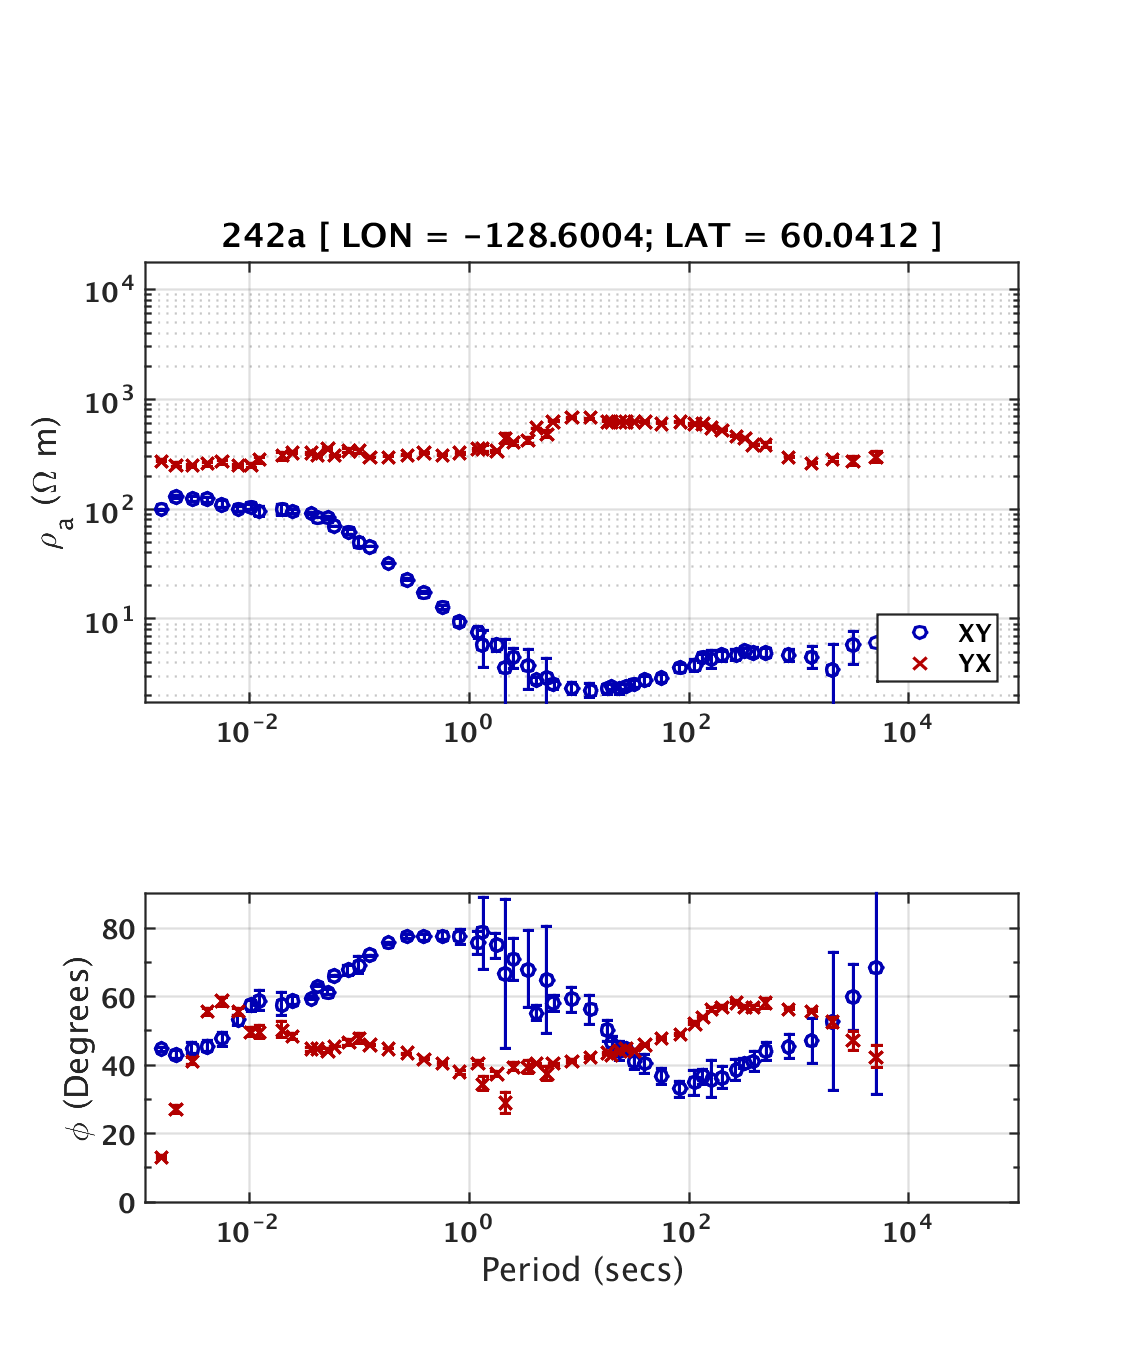 242a [ LON = -128.6004; LAT = 60.0412 ]
ρa (Ω m)
10^4
10^3
10^2
10^1
XY
YX
10^-2 10^0 10^2 10^4
ϕ (Degrees)
80
60
40
20
0
10^-2 10^0 10^2 10^4
Period (secs)